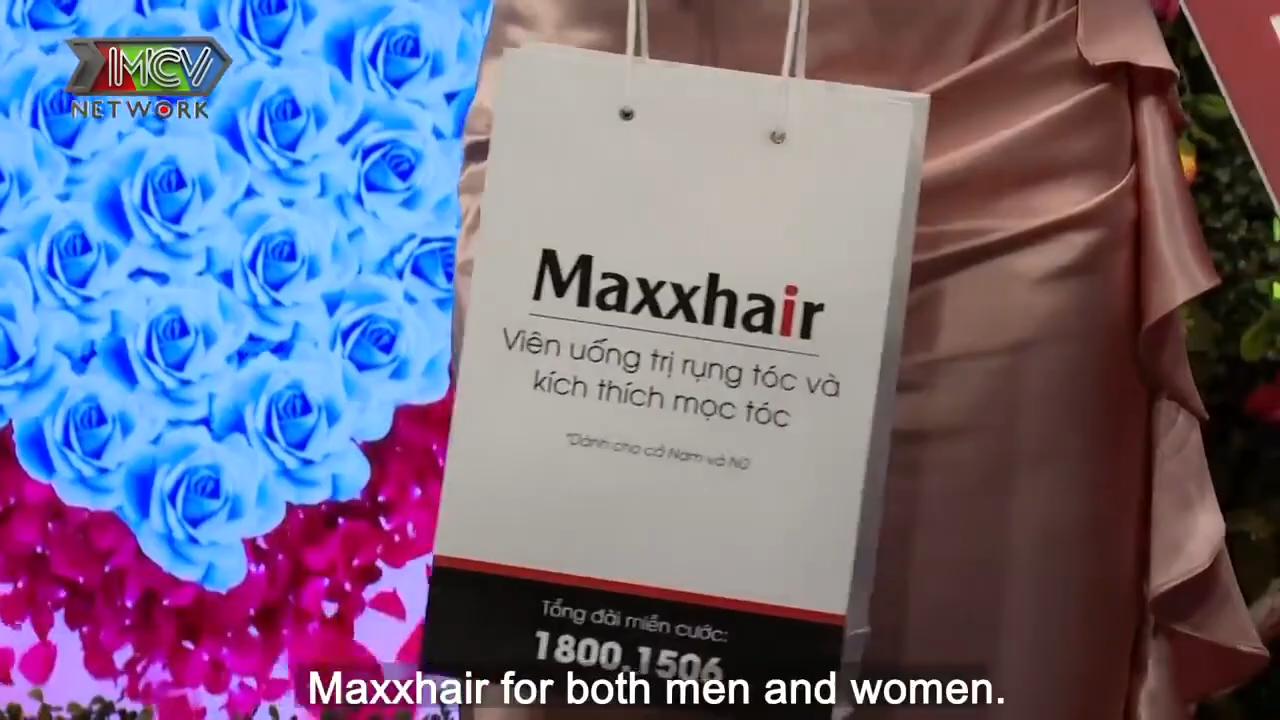 MCV
NETWORK
Maxxhair
Viên uống trị rụng tóc và
kích thích mọc tóc
*Dành cho cả Nam và Nữ
Tổng đài miễn cước:
1800.1506
Maxxhair for both men and women.